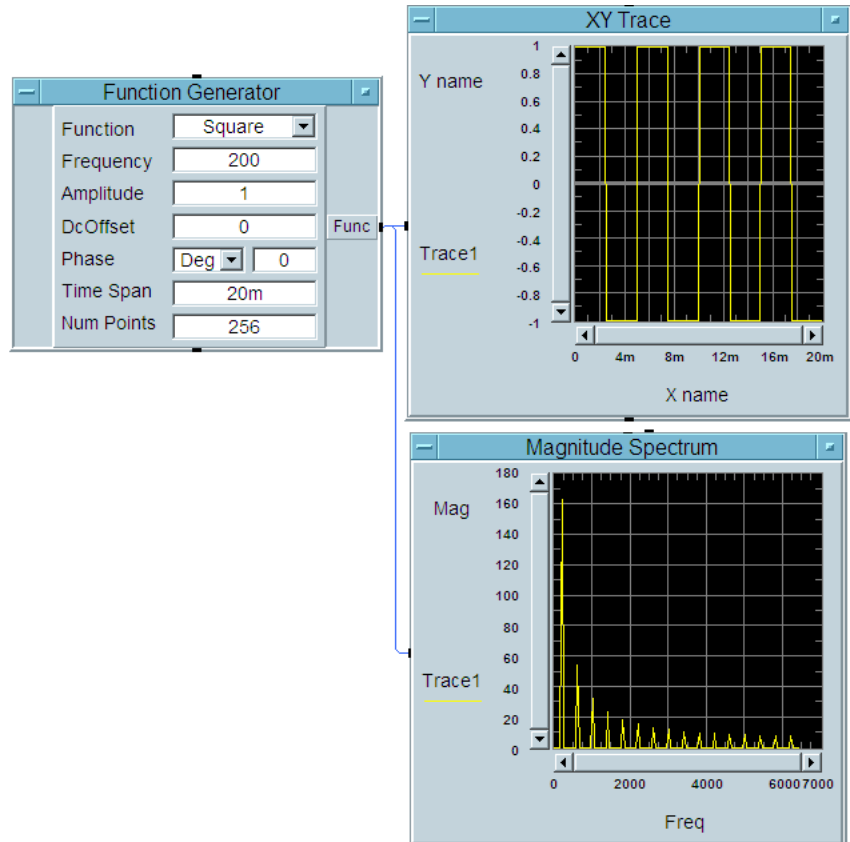 XY Trace
Y name
1
0.8
0.6
0.4
0.2
0
-0.2
-0.4
-0.6
-0.8
-1
Trace1
0 4m 8m 12m 16m 20m
X name
Function Generator
Function Square
Frequency 200
Amplitude 1
DcOffset 0
Phase Deg 0
Time Span 20m
Num Points 256
Func
Magnitude Spectrum
Mag
180
160
140
120
100
80
60
40
20
0
Trace1
0 2000 4000 6000 7000
Freq